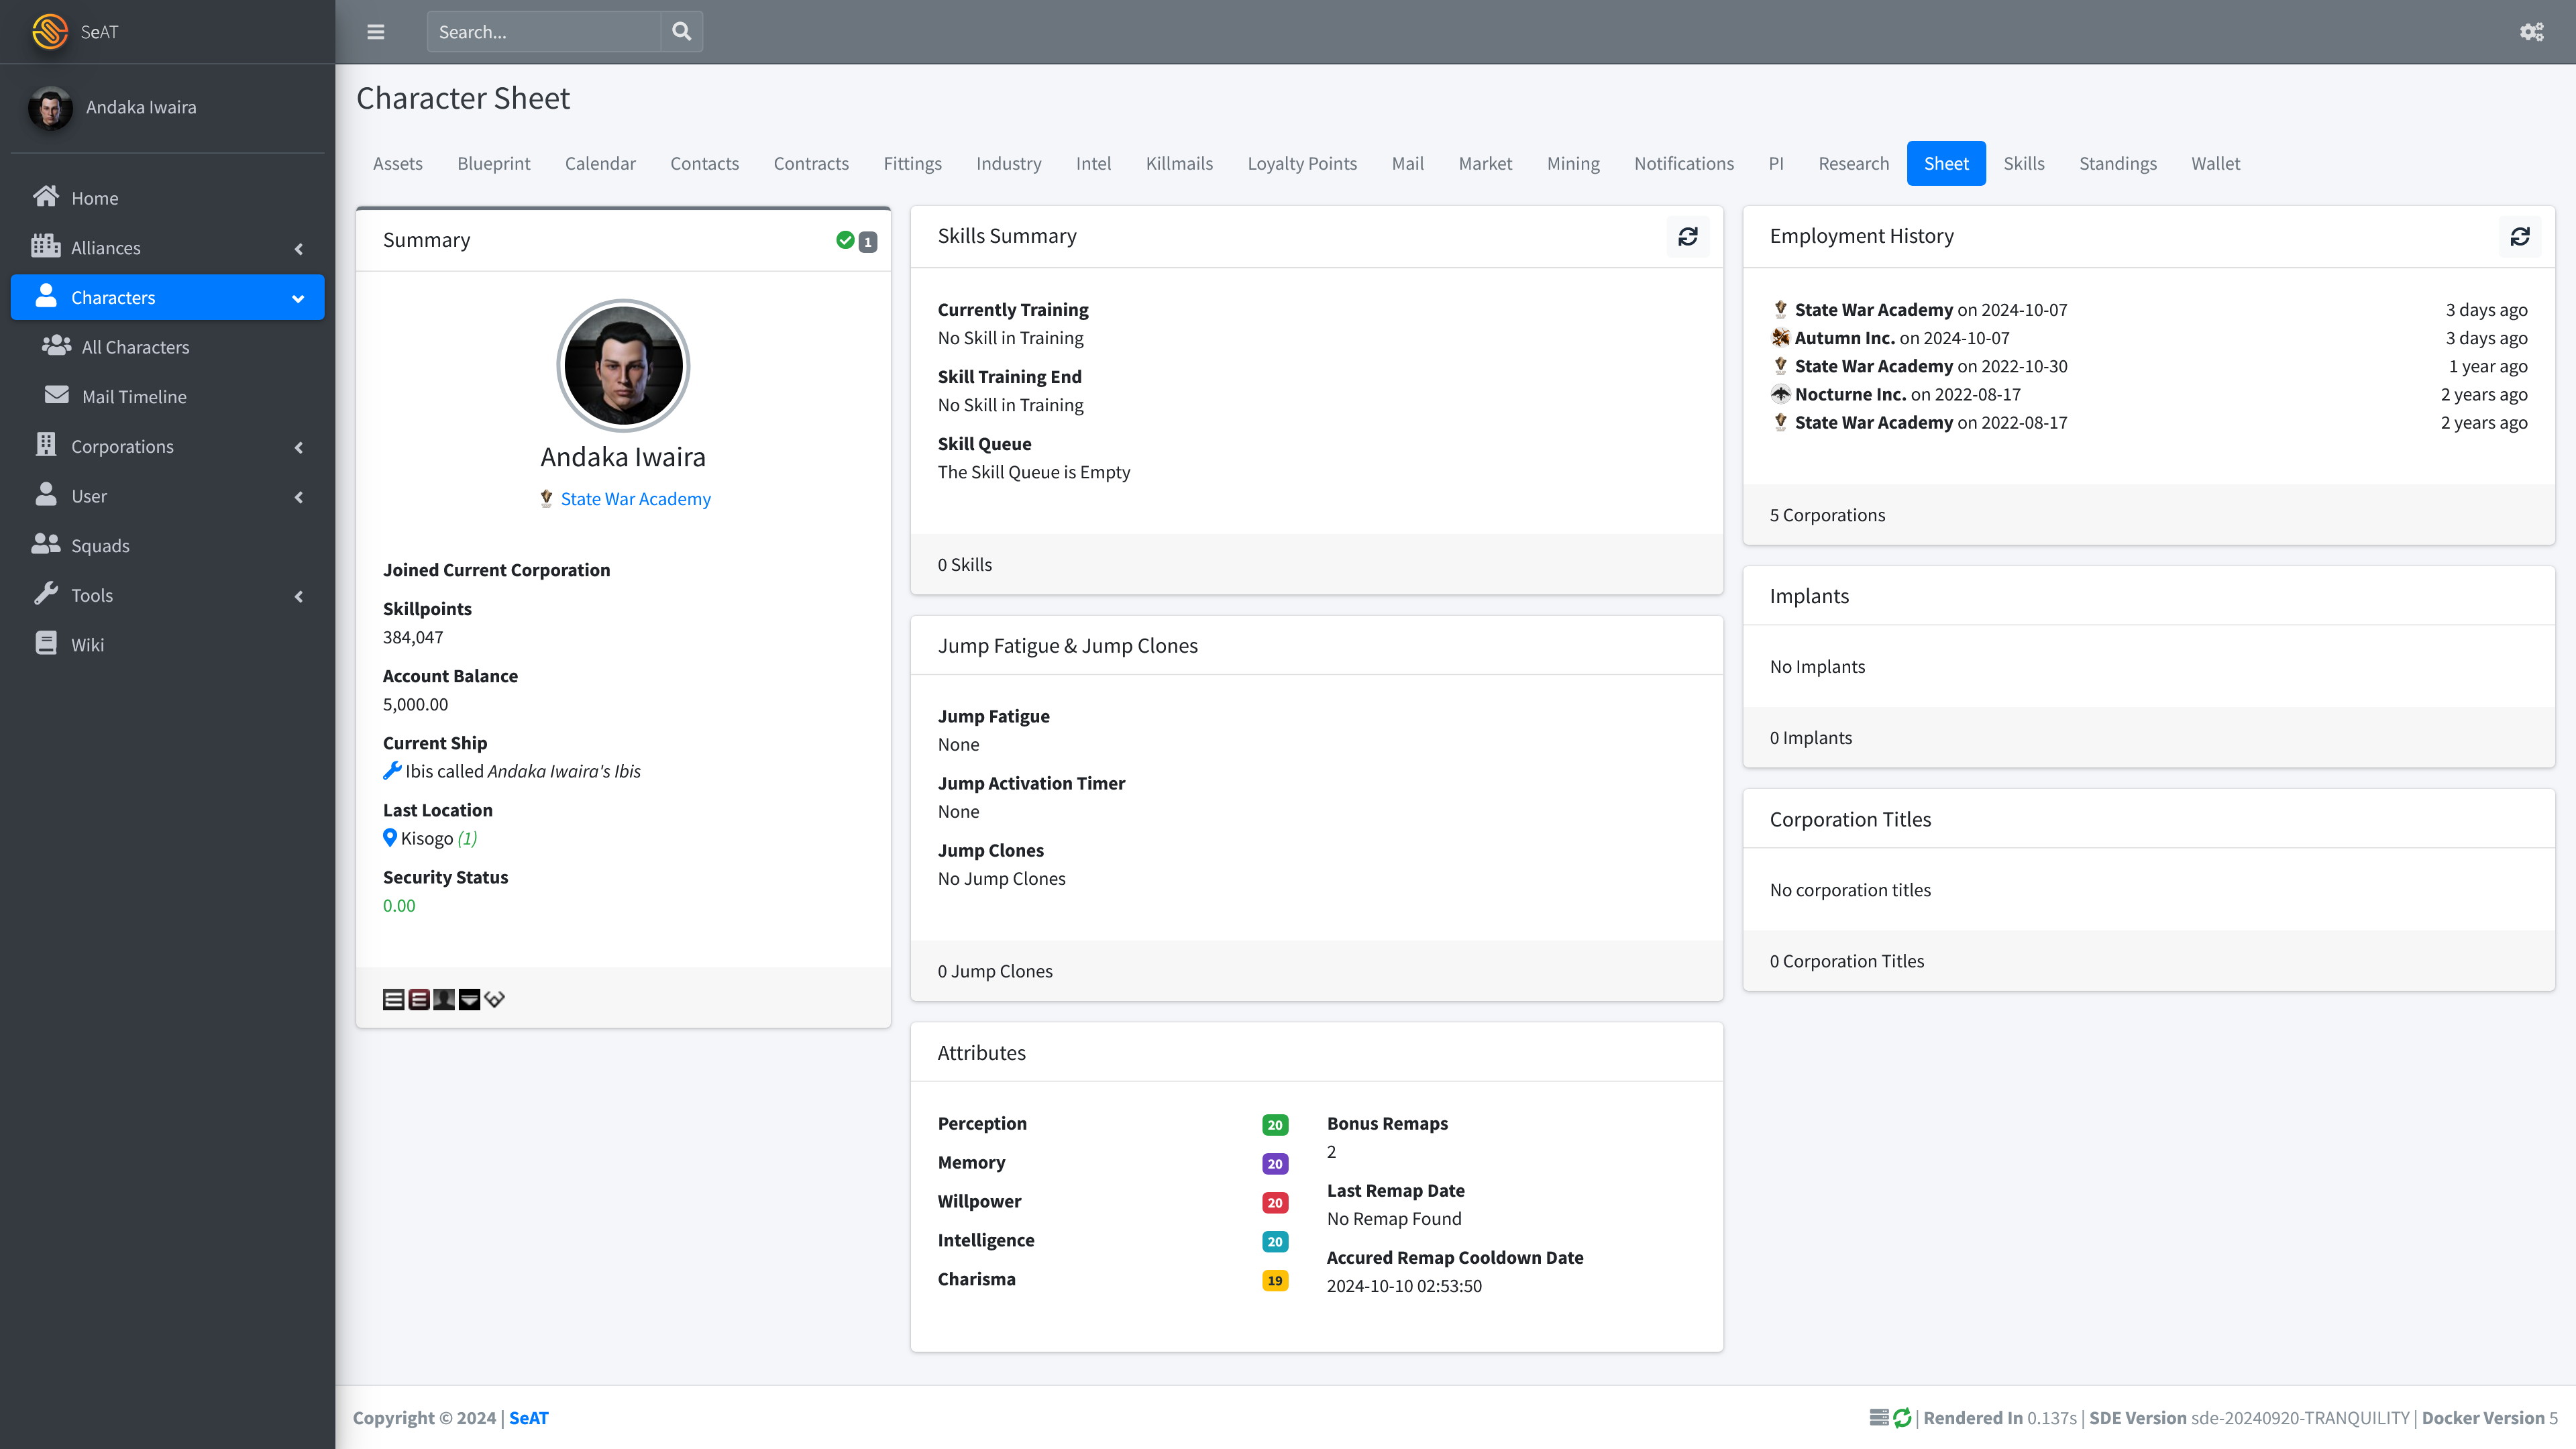 SeAT
Search...
Andaka Iwaira
Home
Alliances
Characters
All Characters
Mail Timeline
Corporations
User
Squads
Tools
Wiki
Character Sheet
Assets Blueprint Calendar Contacts Contracts Fittings Industry Intel Killmails Loyalty Points Mail Market Mining Notifications PI Research Sheet Skills Standings Wallet
Summary 1
Andaka Iwaira
State War Academy
Joined Current Corporation
Skillpoints
384,047
Account Balance
5,000.00
Current Ship
Ibis called Andaka Iwaira's Ibis
Last Location
Kisogo (1)
Security Status
0.00
Skills Summary
Currently Training
No Skill in Training
Skill Training End
No Skill in Training
Skill Queue
The Skill Queue is Empty
0 Skills
Jump Fatigue & Jump Clones
Jump Fatigue
None
Jump Activation Timer
None
Jump Clones
No Jump Clones
0 Jump Clones
Attributes
Perception 20
Memory 20
Willpower 20
Intelligence 20
Charisma 19
Bonus Remaps
2
Last Remap Date
No Remap Found
Accured Remap Cooldown Date
2024-10-10 02:53:50
Employment History
State War Academy on 2024-10-07 3 days ago
Autumn Inc. on 2024-10-07 3 days ago
State War Academy on 2022-10-30 1 year ago
Nocturne Inc. on 2022-08-17 2 years ago
State War Academy on 2022-08-17 2 years ago
5 Corporations
Implants
No Implants
0 Implants
Corporation Titles
No corporation titles
0 Corporation Titles
Copyright © 2024 | SeAT
| Rendered In 0.137s | SDE Version sde-20240920-TRANQUILITY | Docker Version 5